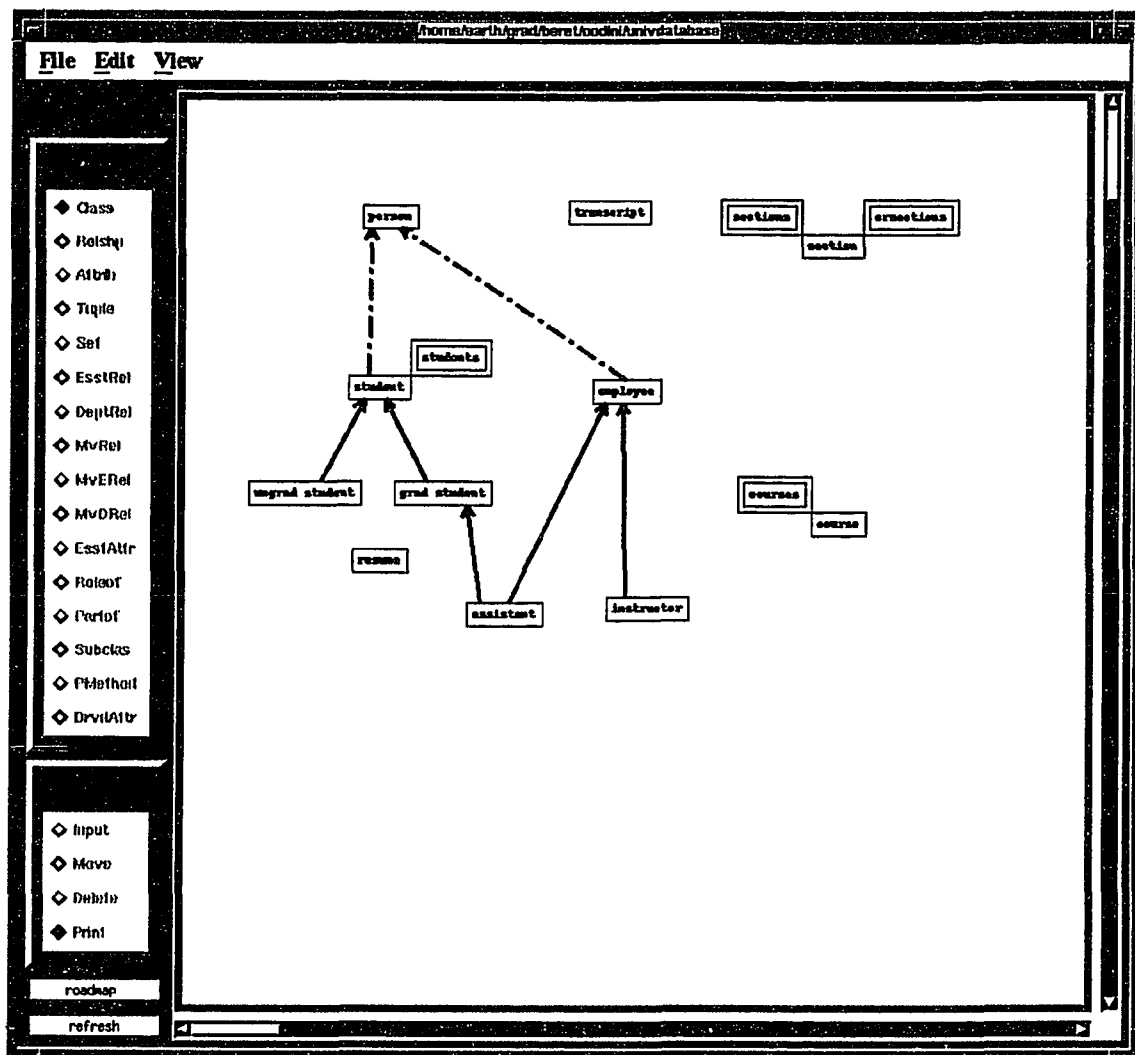 /home/earth/grad/beret/oodini/univdatabase
File Edit View
Class
Relshp
Attrib
Tuple
Set
EsstRel
DeptRel
MvRel
MvERel
MvDRel
EsstAttr
Roleof
Partof
Subclas
PMethod
DrvdAttr
Input
Move
Delete
Print
roadmap
refresh
person
transcript
sections
crsections
section
students
student
employee
ungrad student
grad student
courses
course
resume
assistant
instructor